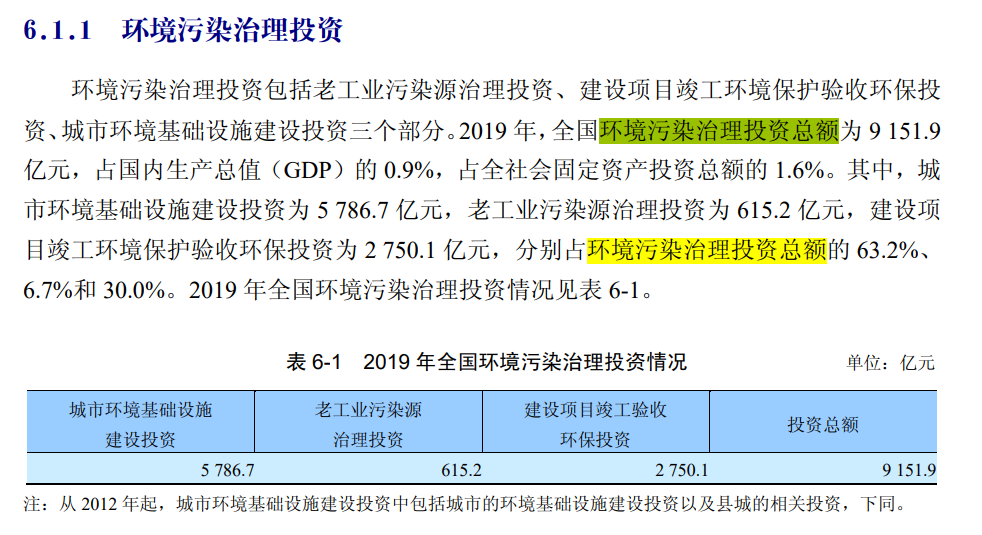 6.1.1 环境污染治理投资
环境污染治理投资包括老工业污染源治理投资、建设项目竣工环境保护验收环保投
资、城市环境基础设施建设投资三个部分。2019 年，全国环境污染治理投资总额为 9 151.9
亿元，占国内生产总值（GDP）的 0.9%，占全社会固定资产投资总额的 1.6%。其中，城
市环境基础设施建设投资为 5 786.7 亿元，老工业污染源治理投资为 615.2 亿元，建设项
目竣工环境保护验收环保投资为 2 750.1 亿元，分别占环境污染治理投资总额的 63.2%、
6.7%和 30.0%。2019 年全国环境污染治理投资情况见表 6-1。
表 6-1 2019 年全国环境污染治理投资情况 单位：亿元
城市环境基础设施
建设投资
老工业污染源
治理投资
建设项目竣工验收
环保投资
投资总额
5 786.7 615.2 2 750.1 9 151.9
注：从 2012 年起，城市环境基础设施建设投资中包括城市的环境基础设施建设投资以及县城的相关投资，下同。